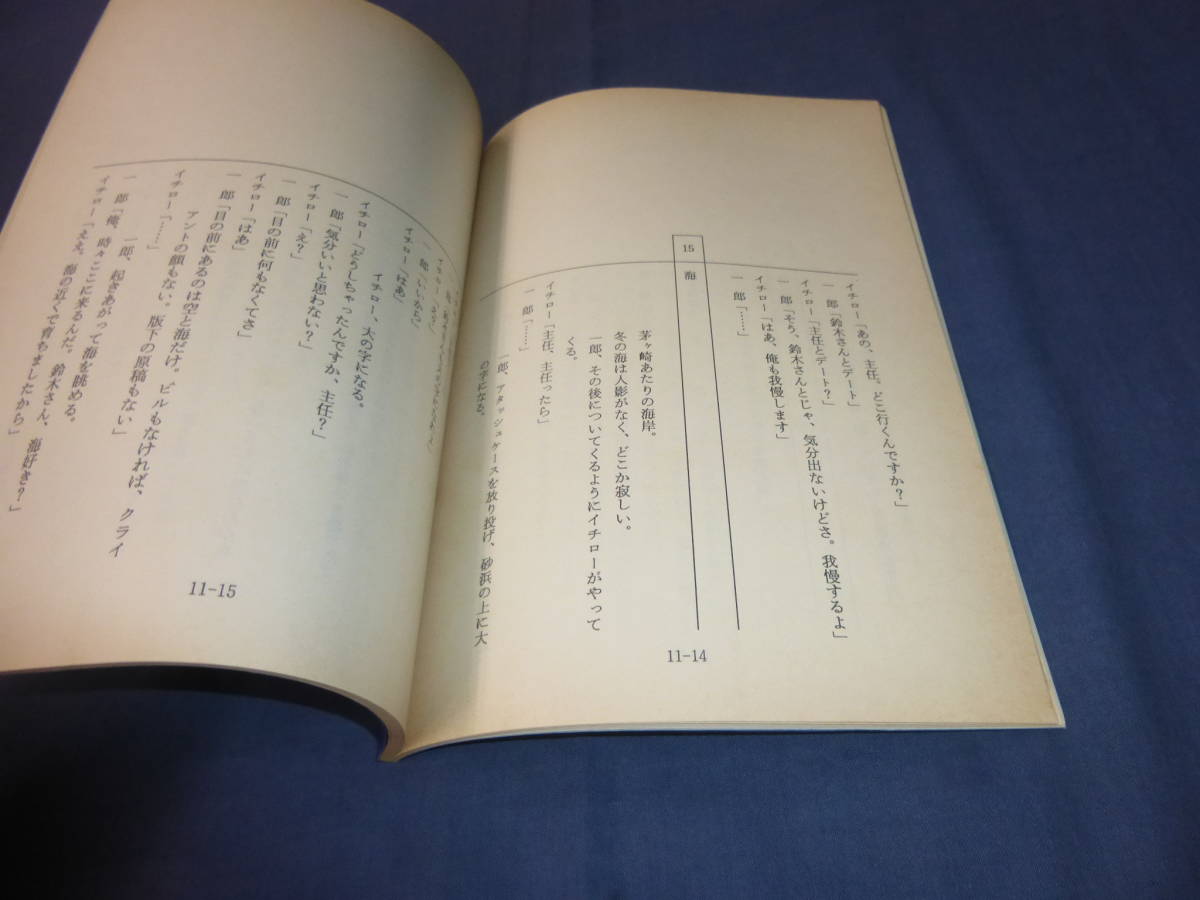 イチロー「あの、主任。どこ行くんですか？」
一　郎「鈴木さんとデート」
イチロー「主任とデート？」
一　郎「そう、鈴木さんとじゃ、気分出ないけどさ。我慢するよ」
イチロー「はあ、俺も我慢します」
一　郎「……」
15　海
茅ヶ崎あたりの海岸。
冬の海は人影がなく、どこか寂しい。
一郎、その後についてくるようにイチローがやって
くる。
イチロー「主任、主任ったら」
一　郎「……」
一郎、アタッシュケースを放り投げ、砂浜の上に大
の字になる。
11-14
一　郎「いいから」
イチロー「はあ」
イチロー、大の字になる。
イチロー「どうしちゃったんですか、主任？」
一　郎「気分いいと思わない？」
イチロー「え？」
一　郎「目の前に何もなくてさ」
イチロー「はあ」
一　郎「目の前にあるのは空と海だけ。ビルもなければ、クライ
アントの顔もない。版下の原稿もない」
イチロー「……」
一郎、起きあがって海を眺める。
一　郎「俺、時々ここに来るんだ。鈴木さん、海好き？」
イチロー「ええ。海の近くで育ちましたから」
11-15